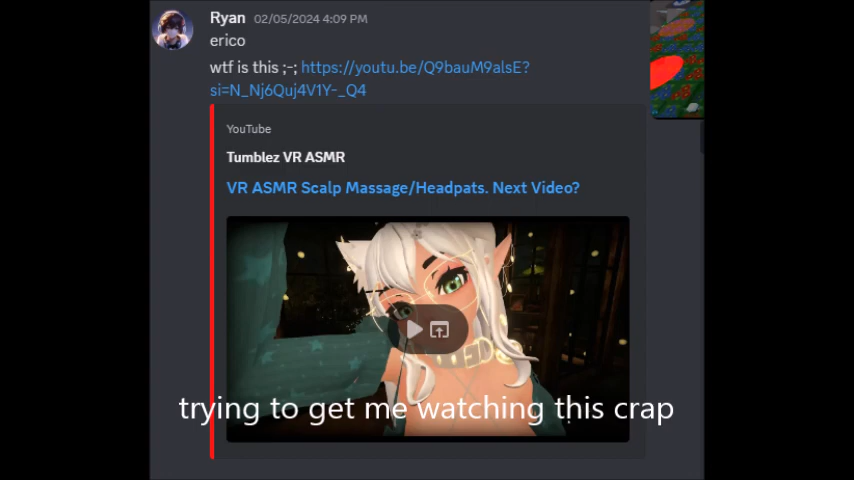 Ryan 02/05/2024 4:09 PM
erico
wtf is this ;-; https://youtu.be/Q9bauM9alsE?
si=N_Nj6Quj4V1Y-_Q4
YouTube
Tumblez VR ASMR
VR ASMR Scalp Massage/Headpats. Next Video?
trying to get me watching this crap